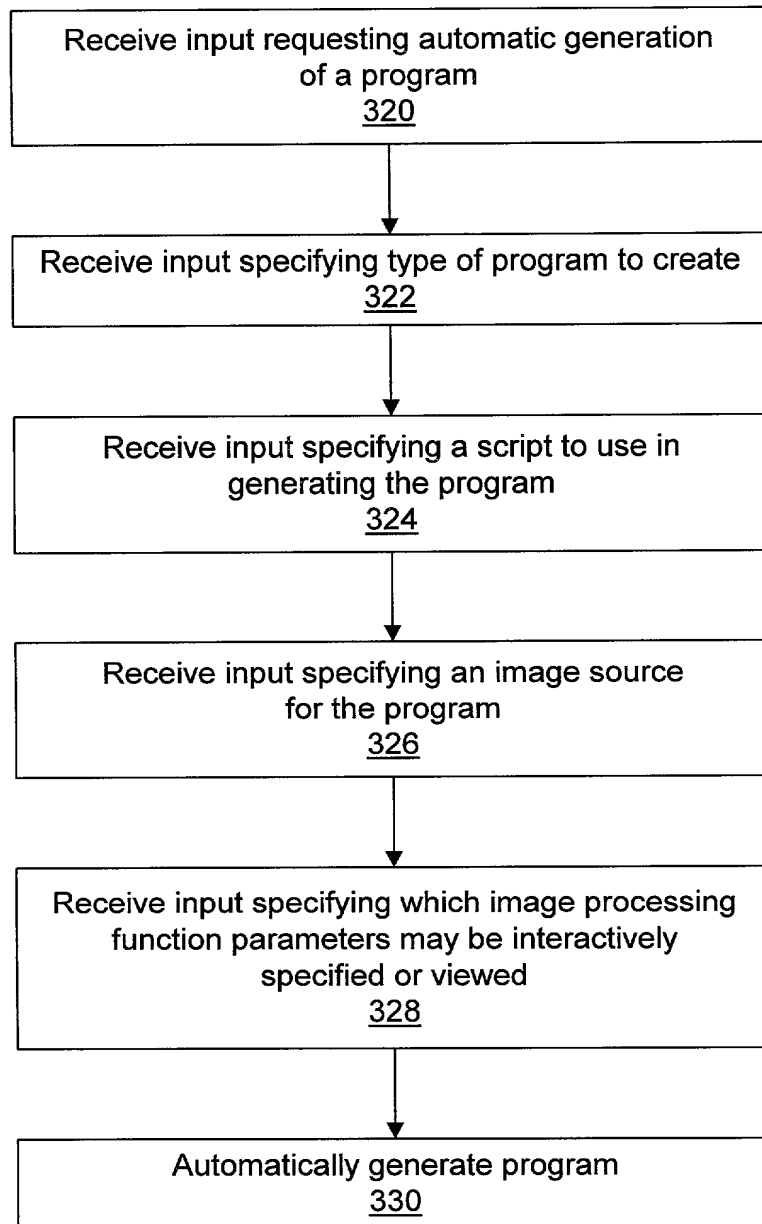 Receive input requesting automatic generation
of a program
320
Receive input specifying type of program to create
322
Receive input specifying a script to use in
generating the program
324
Receive input specifying an image source
for the program
326
Receive input specifying which image processing
function parameters may be interactively
specified or viewed
328
Automatically generate program
330